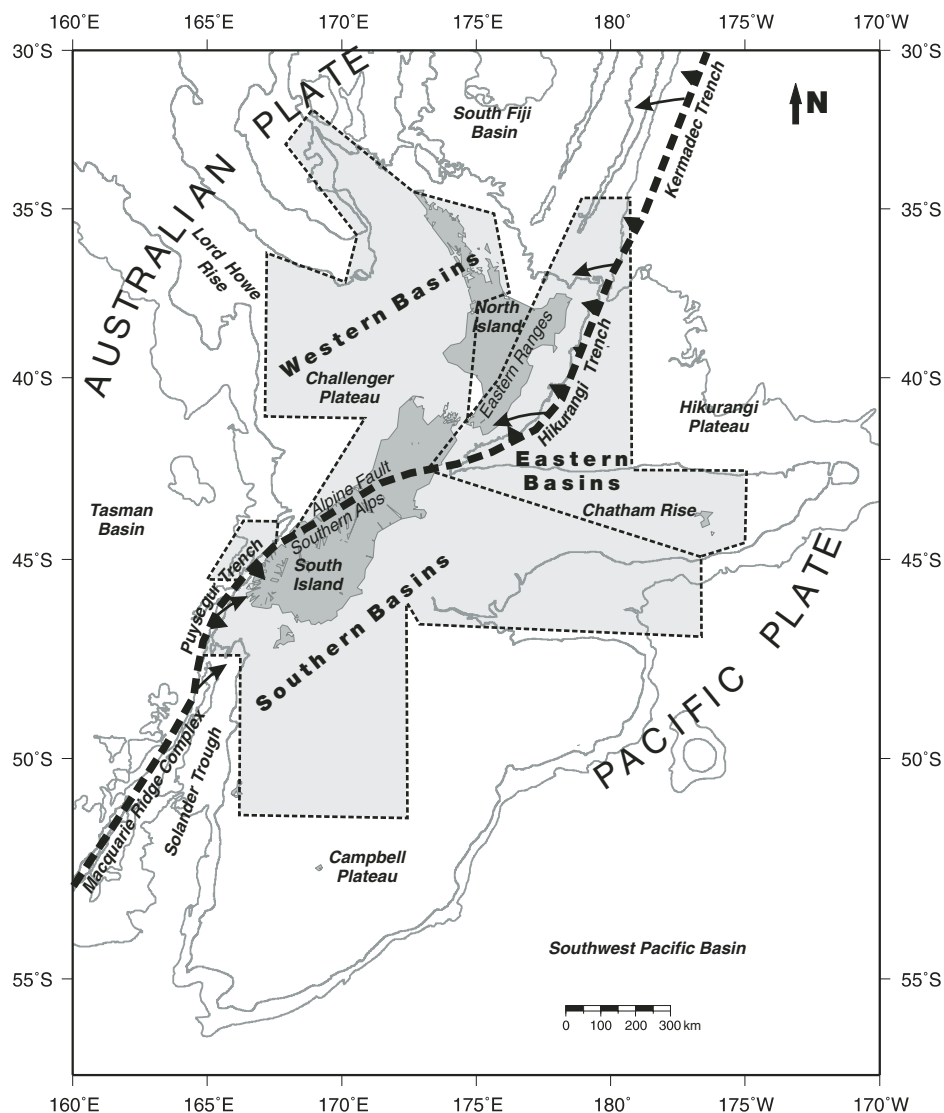 160˚E 165˚E 170˚E 175˚E 180˚ 175˚W 170˚W
30˚S 30˚S
AUSTRALIAN PLATE
South Fiji
Basin
N
Kermadec Trench
35˚S 35˚S
Lord Howe
Rise
Western Basins
North
Island
Eastern Ranges
Hikurangi Trench
Challenger
Plateau
40˚S 40˚S
Hikurangi
Plateau
Eastern
Basins
Alpine Fault
Southern Alps
Chatham Rise
Tasman
Basin
45˚S 45˚S
South
Island
Puysegur Trench
Southern Basins
PACIFIC PLATE
50˚S 50˚S
Macquarie Ridge Complex
Solander Trough
Campbell
Plateau
Southwest Pacific Basin
55˚S 55˚S
0 100 200 300 km
160˚E 165˚E 170˚E 175˚E 180˚ 175˚W 170˚W